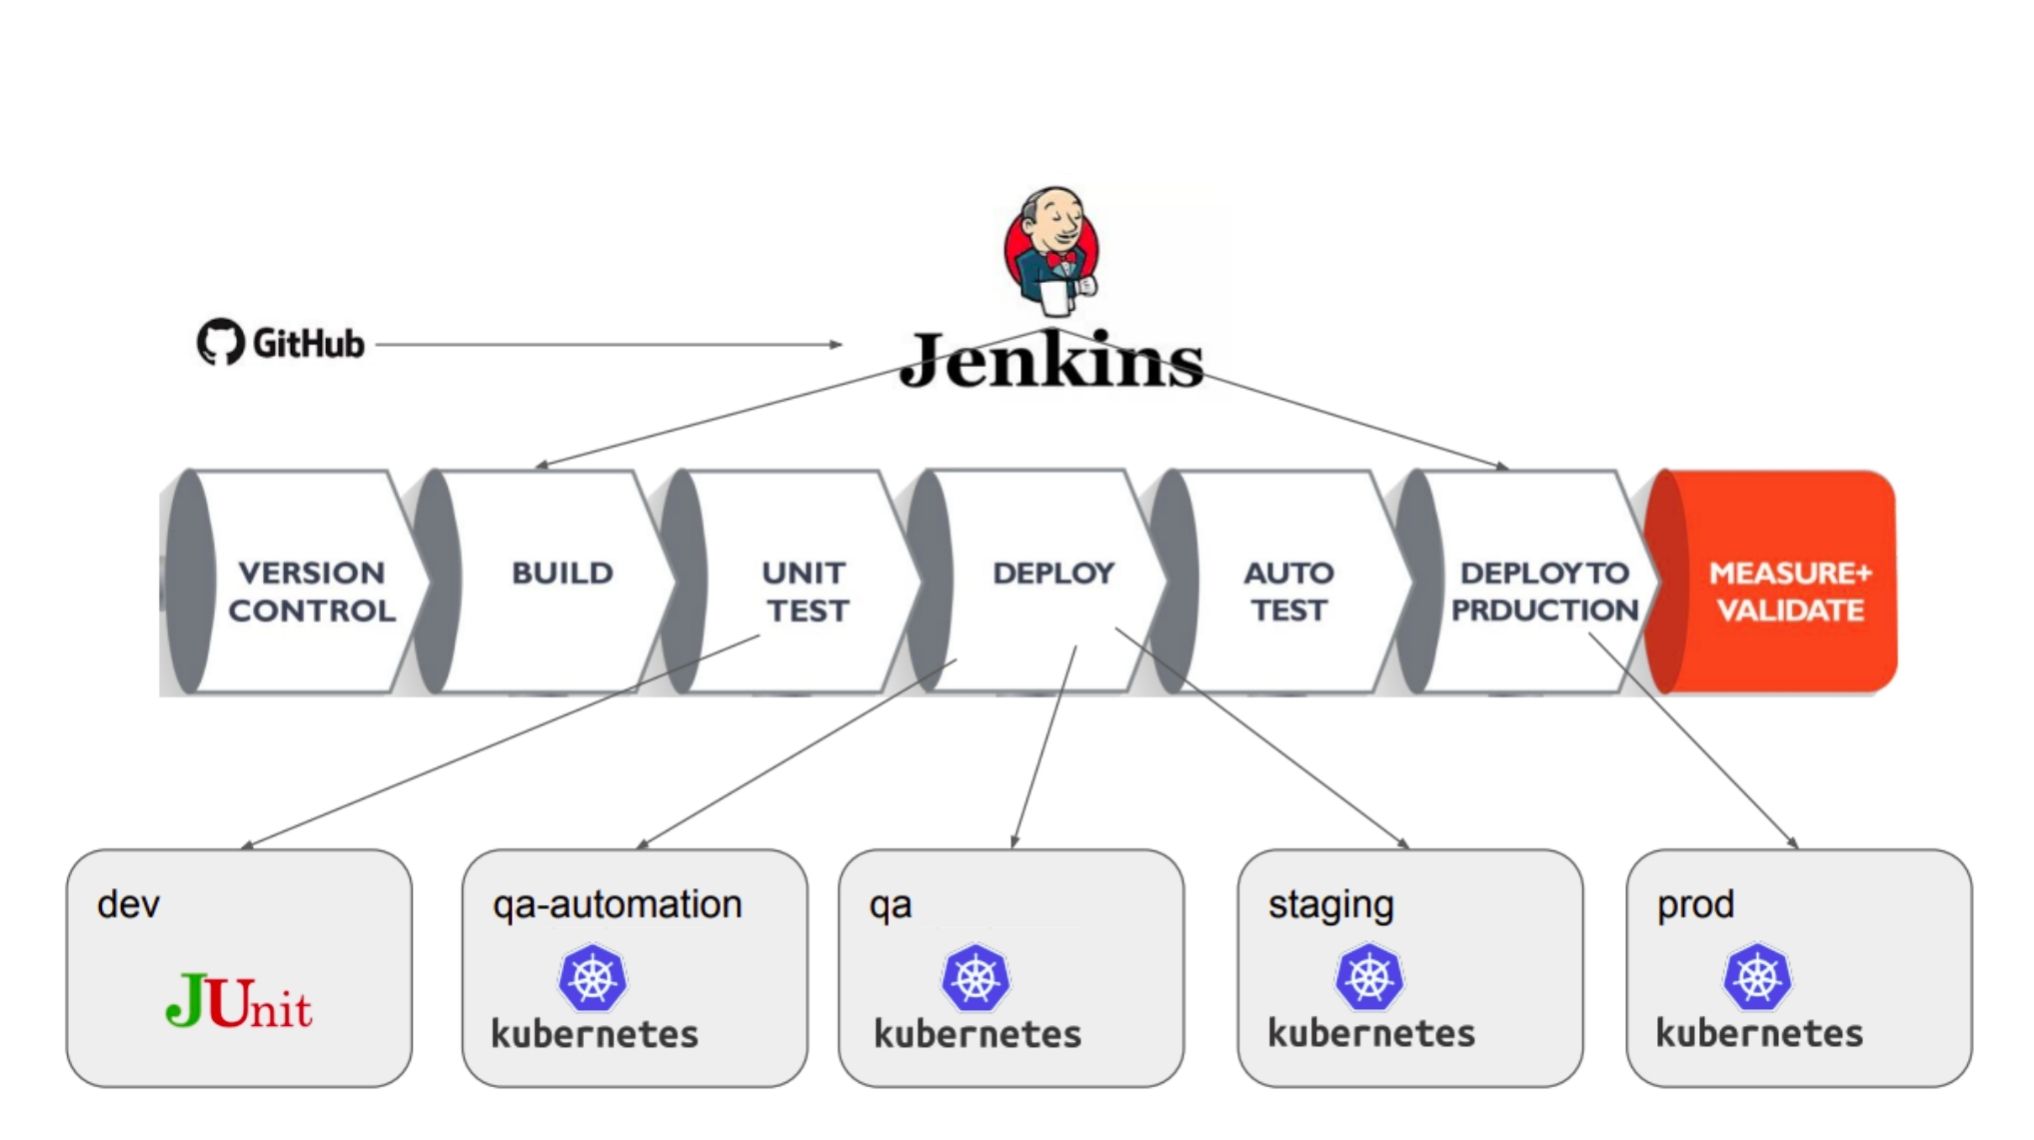 GitHub
Jenkins
VERSION
CONTROL
BUILD
UNIT
TEST
DEPLOY
AUTO
TEST
DEPLOY TO
PRDUCTION
MEASURE+
VALIDATE
dev
JUnit
qa-automation
kubernetes
qa
kubernetes
staging
kubernetes
prod
kubernetes